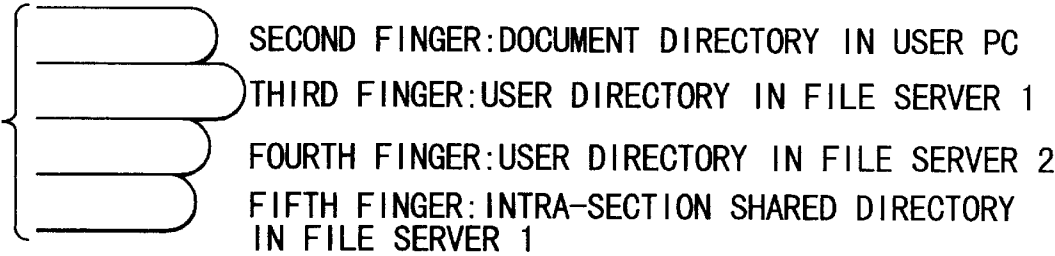 SECOND FINGER:DOCUMENT DIRECTORY IN USER PC
THIRD FINGER:USER DIRECTORY IN FILE SERVER 1
FOURTH FINGER:USER DIRECTORY IN FILE SERVER 2
FIFTH FINGER:INTRA-SECTION SHARED DIRECTORY
IN FILE SERVER 1